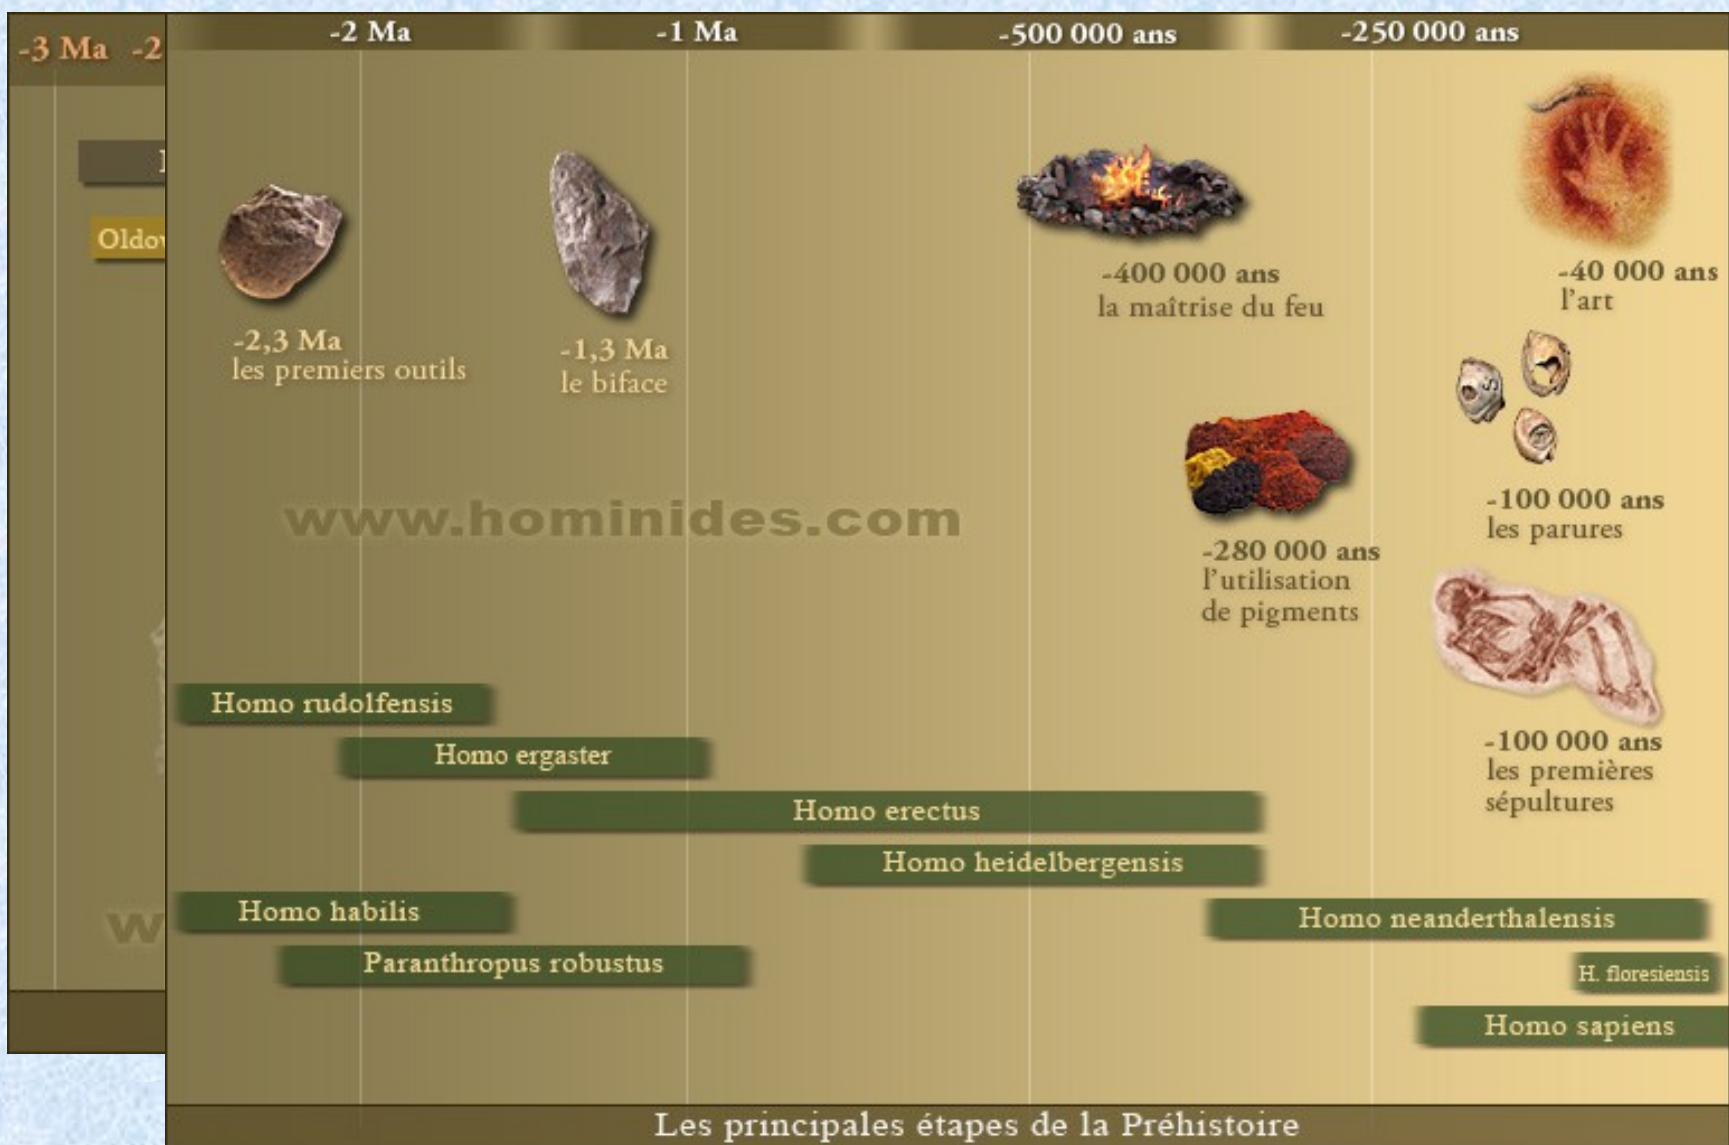 -3 Ma -2
Oldov
-2 Ma -1 Ma -500 000 ans -250 000 ans
-2,3 Ma
les premiers outils
-1,3 Ma
le biface
-400 000 ans
la maîtrise du feu
-40 000 ans
l'art
-280 000 ans
l'utilisation
de pigments
-100 000 ans
les parures
-100 000 ans
les premières
sépultures
www.hominides.com
Homo rudolfensis
Homo ergaster
Homo erectus
Homo heidelbergensis
Homo habilis
Homo neanderthalensis
Paranthropus robustus
H. floresiensis
Homo sapiens
w
Les principales étapes de la Préhistoire